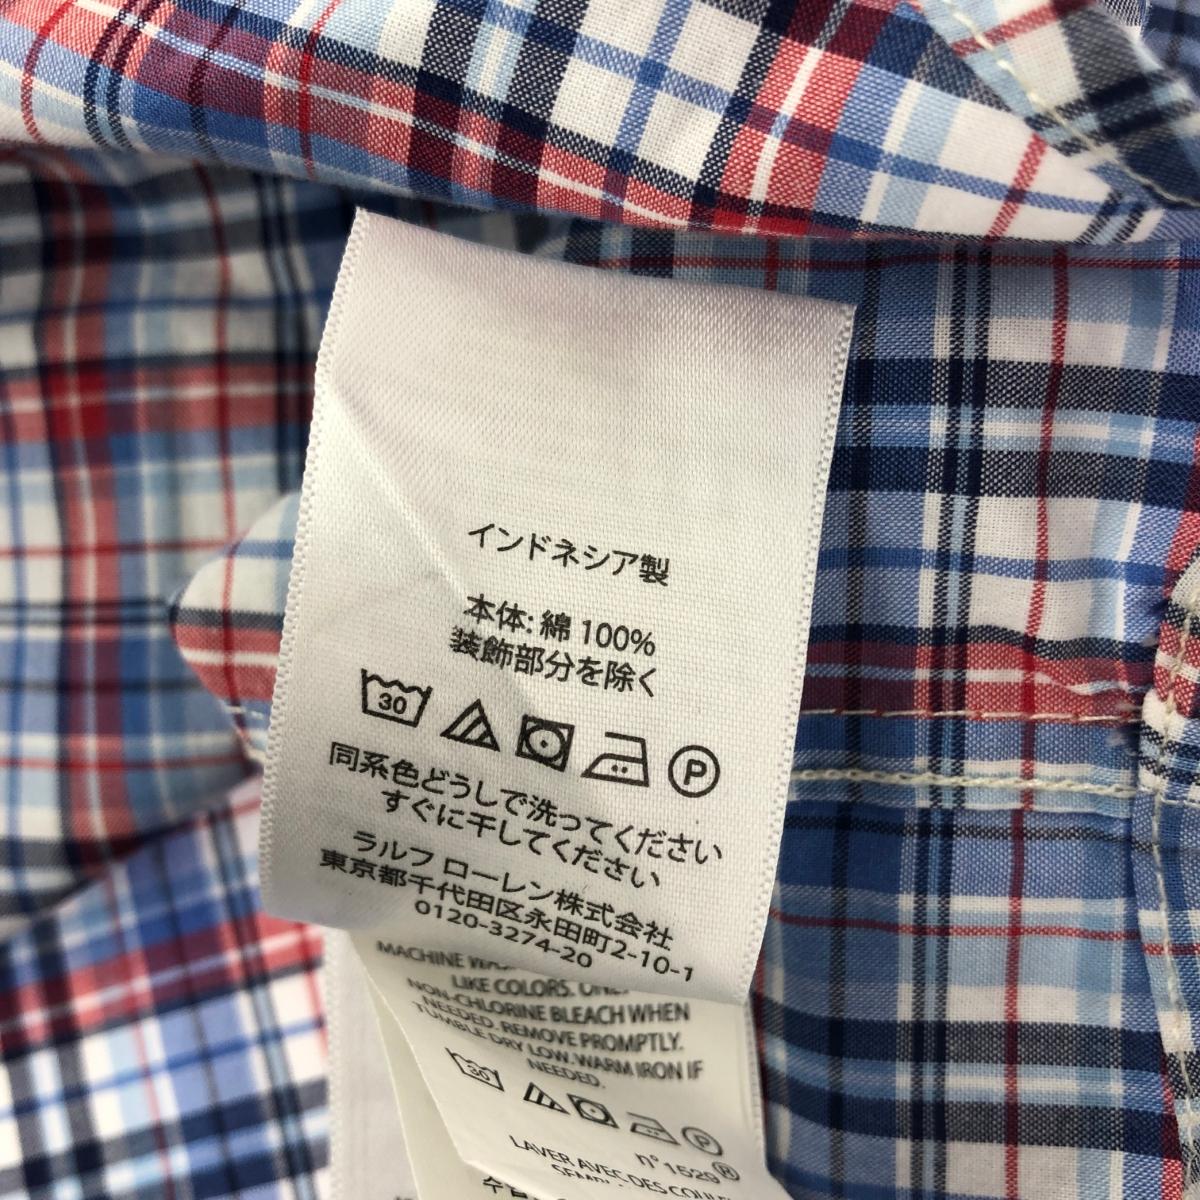 インドネシア製
本体: 綿 100%
装飾部分を除く
30
P
同系色どうしで洗ってください
すぐに干してください
ラルフ ローレン株式会社
東京都千代田区永田町2-10-1
0120-3274-20
MACHINE
LIKE COLORS.
NON-CHLORINE BLEACH WHEN
NEEDED. REMOVE PROMPTLY.
TUMBLE DRY LOW. WARM IRON IF
NEEDED.
30
P
n°1529®
LAVER AVEC DES